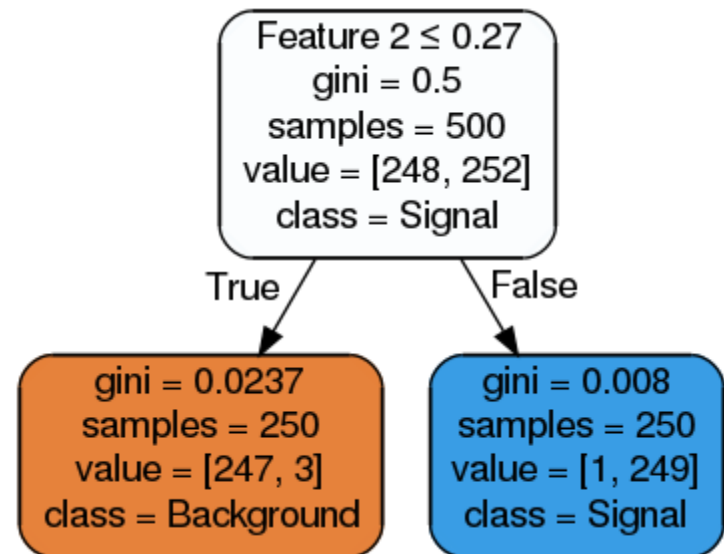 Feature 2 ≤ 0.27
gini = 0.5
samples = 500
value = [248, 252]
class = Signal
True
False
gini = 0.0237
samples = 250
value = [247, 3]
class = Background
gini = 0.008
samples = 250
value = [1, 249]
class = Signal